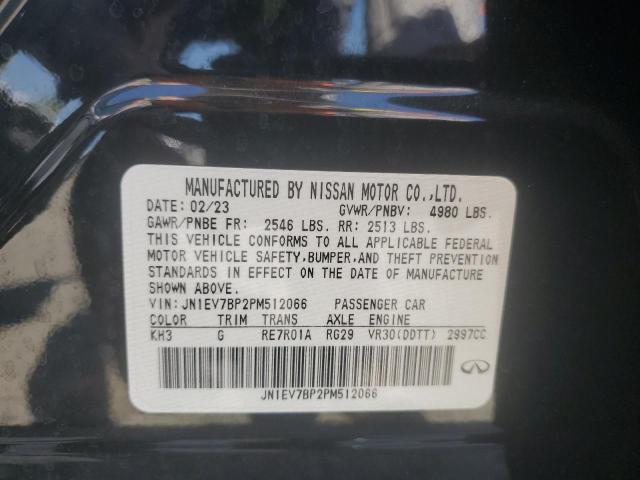 MANUFACTURED BY NISSAN MOTOR CO.,LTD.
DATE: 02/23 GVWR/PNBV: 4980 LBS.
GAWR/PNBE FR: 2546 LBS. RR: 2513 LBS.
THIS VEHICLE CONFORMS TO ALL APPLICABLE FEDERAL
MOTOR VEHICLE SAFETY,BUMPER,AND THEFT PREVENTION
STANDARDS IN EFFECT ON THE DATE OF MANUFACTURE
SHOWN ABOVE.
VIN: JN1EV7BP2PM512066 PASSENGER CAR
COLOR TRIM TRANS AXLE ENGINE
KH3 G RE7R01A RG29 VR30(DDTT) 2997CC
JN1EV7BP2PM512066